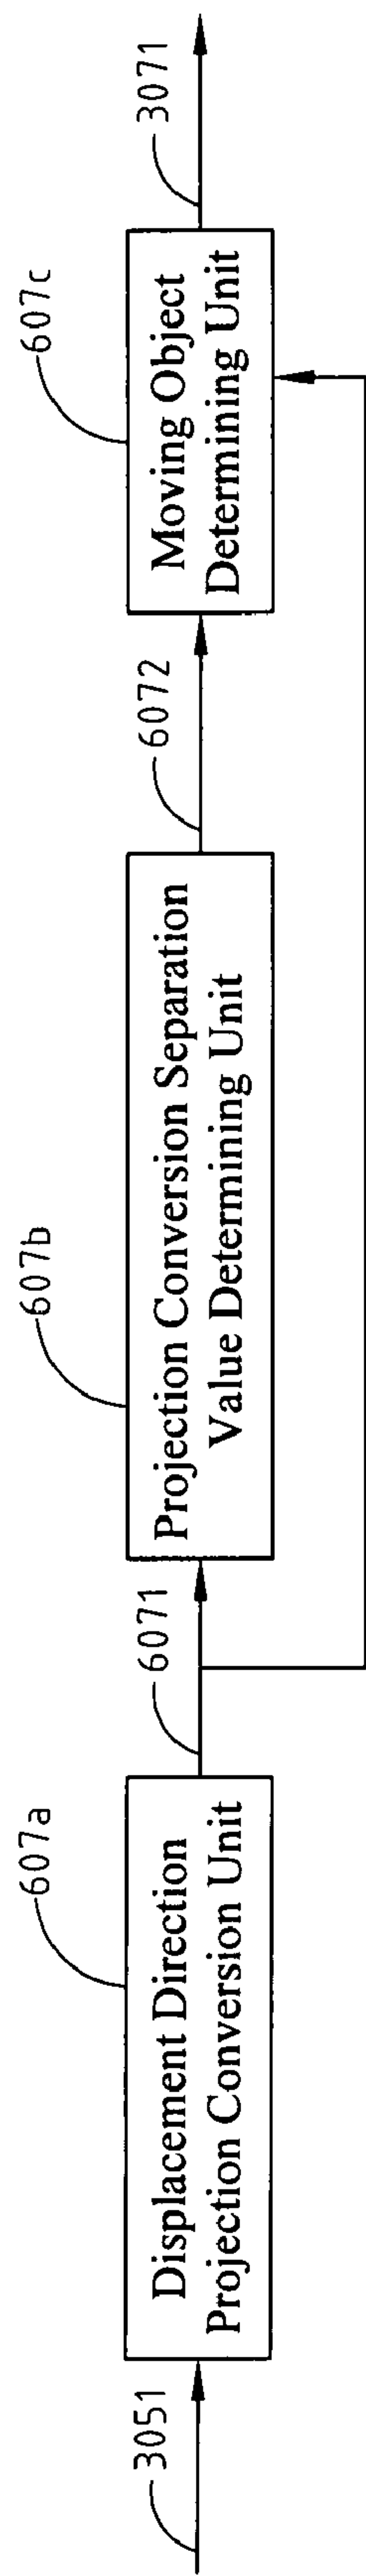 3051
607a
Displacement Direction
Projection Conversion Unit
6071
607b
Projection Conversion Separation
Value Determining Unit
6072
607c
Moving Object
Determining Unit
3071